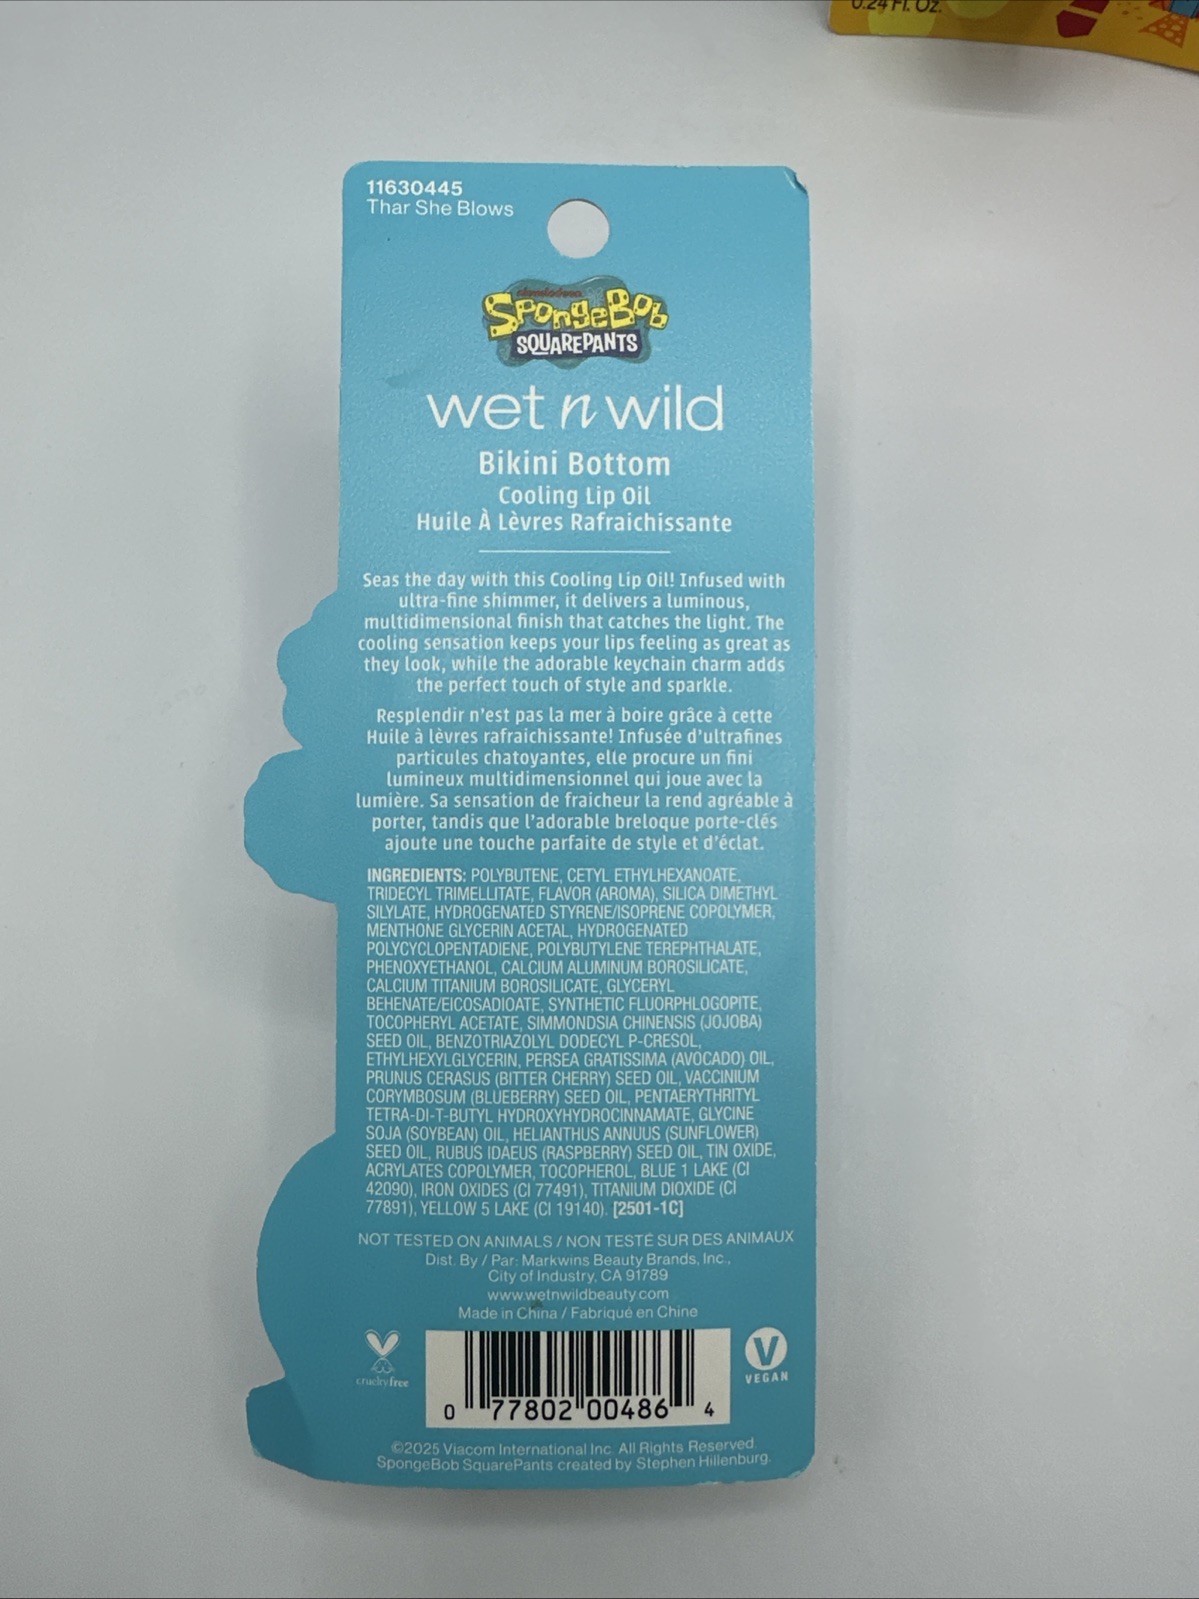 0.24 Fl. Oz.
11630445
Thar She Blows
nickelodeon
SPongeBob
SQUAREPANTS
wet n wild
Bikini Bottom
Cooling Lip Oil
Huile À Lèvres Rafraichissante
Seas the day with this Cooling Lip Oil! Infused with
ultra-fine shimmer, it delivers a luminous,
multidimensional finish that catches the light. The
cooling sensation keeps your lips feeling as great as
they look, while the adorable keychain charm adds
the perfect touch of style and sparkle.
Resplendir n'est pas la mer à boire grâce à cette
Huile à lèvres rafraichissante! Infusée d'ultrafines
particules chatoyantes, elle procure un fini
lumineux multidimensionnel qui joue avec la
lumière. Sa sensation de fraicheur la rend agréable à
porter, tandis que l'adorable breloque porte-clés
ajoute une touche parfaite de style et d'éclat.
INGREDIENTS: POLYBUTENE, CETYL ETHYLHEXANOATE,
TRIDECYL TRIMELLITATE, FLAVOR (AROMA), SILICA DIMETHYL
SILYLATE, HYDROGENATED STYRENE/ISOPRENE COPOLYMER,
MENTHONE GLYCERIN ACETAL, HYDROGENATED
POLYCYCLOPENTADIENE, POLYBUTYLENE TEREPHTHALATE,
PHENOXYETHANOL, CALCIUM ALUMINUM BOROSILICATE,
CALCIUM TITANIUM BOROSILICATE, GLYCERYL
BEHENATE/EICOSADIOATE, SYNTHETIC FLUORPHLOGOPITE,
TOCOPHERYL ACETATE, SIMMONDSIA CHINENSIS (JOJOBA)
SEED OIL, BENZOTRIAZOLYL DODECYL P-CRESOL,
ETHYLHEXYLGLYCERIN, PERSEA GRATISSIMA (AVOCADO) OIL,
PRUNUS CERASUS (BITTER CHERRY) SEED OIL, VACCINIUM
CORYMBOSUM (BLUEBERRY) SEED OIL, PENTAERYTHRITYL
TETRA-DI-T-BUTYL HYDROXYHYDROCINNAMATE, GLYCINE
SOJA (SOYBEAN) OIL, HELIANTHUS ANNUUS (SUNFLOWER)
SEED OIL, RUBUS IDAEUS (RASPBERRY) SEED OIL, TIN OXIDE,
ACRYLATES COPOLYMER, TOCOPHEROL, BLUE 1 LAKE (CI
42090), IRON OXIDES (CI 77491), TITANIUM DIOXIDE (CI
77891), YELLOW 5 LAKE (CI 19140). [2501-1C]
NOT TESTED ON ANIMALS / NON TESTÉ SUR DES ANIMAUX
Dist. By / Par: Markwins Beauty Brands, Inc.,
City of Industry, CA 91789
www.wetnwildbeauty.com
Made in China / Fabriqué en Chine
crueltyfree
V
VEGAN
0 77802 00486 4
©2025 Viacom International Inc. All Rights Reserved.
SpongeBob SquarePants created by Stephen Hillenburg.